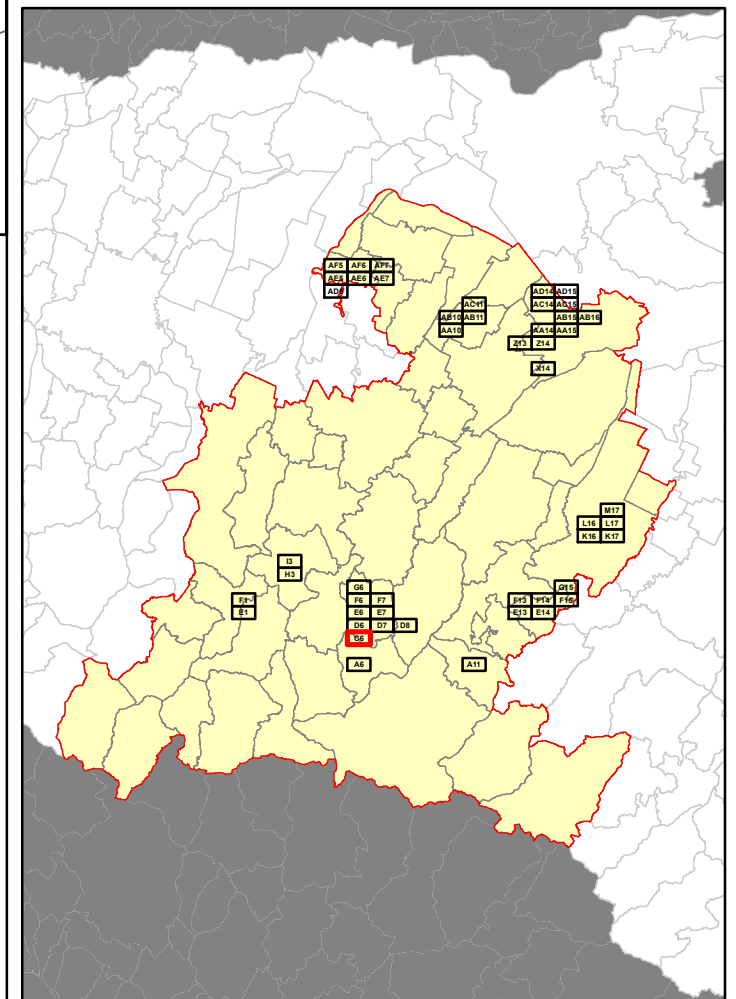 AF5 AF6 AF7
AE5 AE6 AE7
AD14 AD15
AC11 AC14 AC15
AB10 AB11 AB15 AB16
AA10 AA14 AA15
Z13 Z14
X14
M17
L16 L17
K16 K17
I3
H3
G6 G15
F1 F6 F7 F13 F14
E1 E6 E7 E13 E14
D6 D7 D8
C6
A6 A11